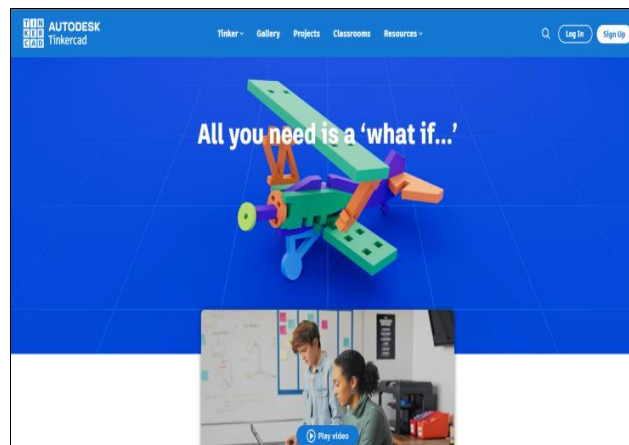 TIN
KER
CAD
AUTODESK
Tinkercad
Tinker
Gallery
Projects
Classrooms
Resources
Log In
Sign Up
All you need is a ‘what if...’
Play video